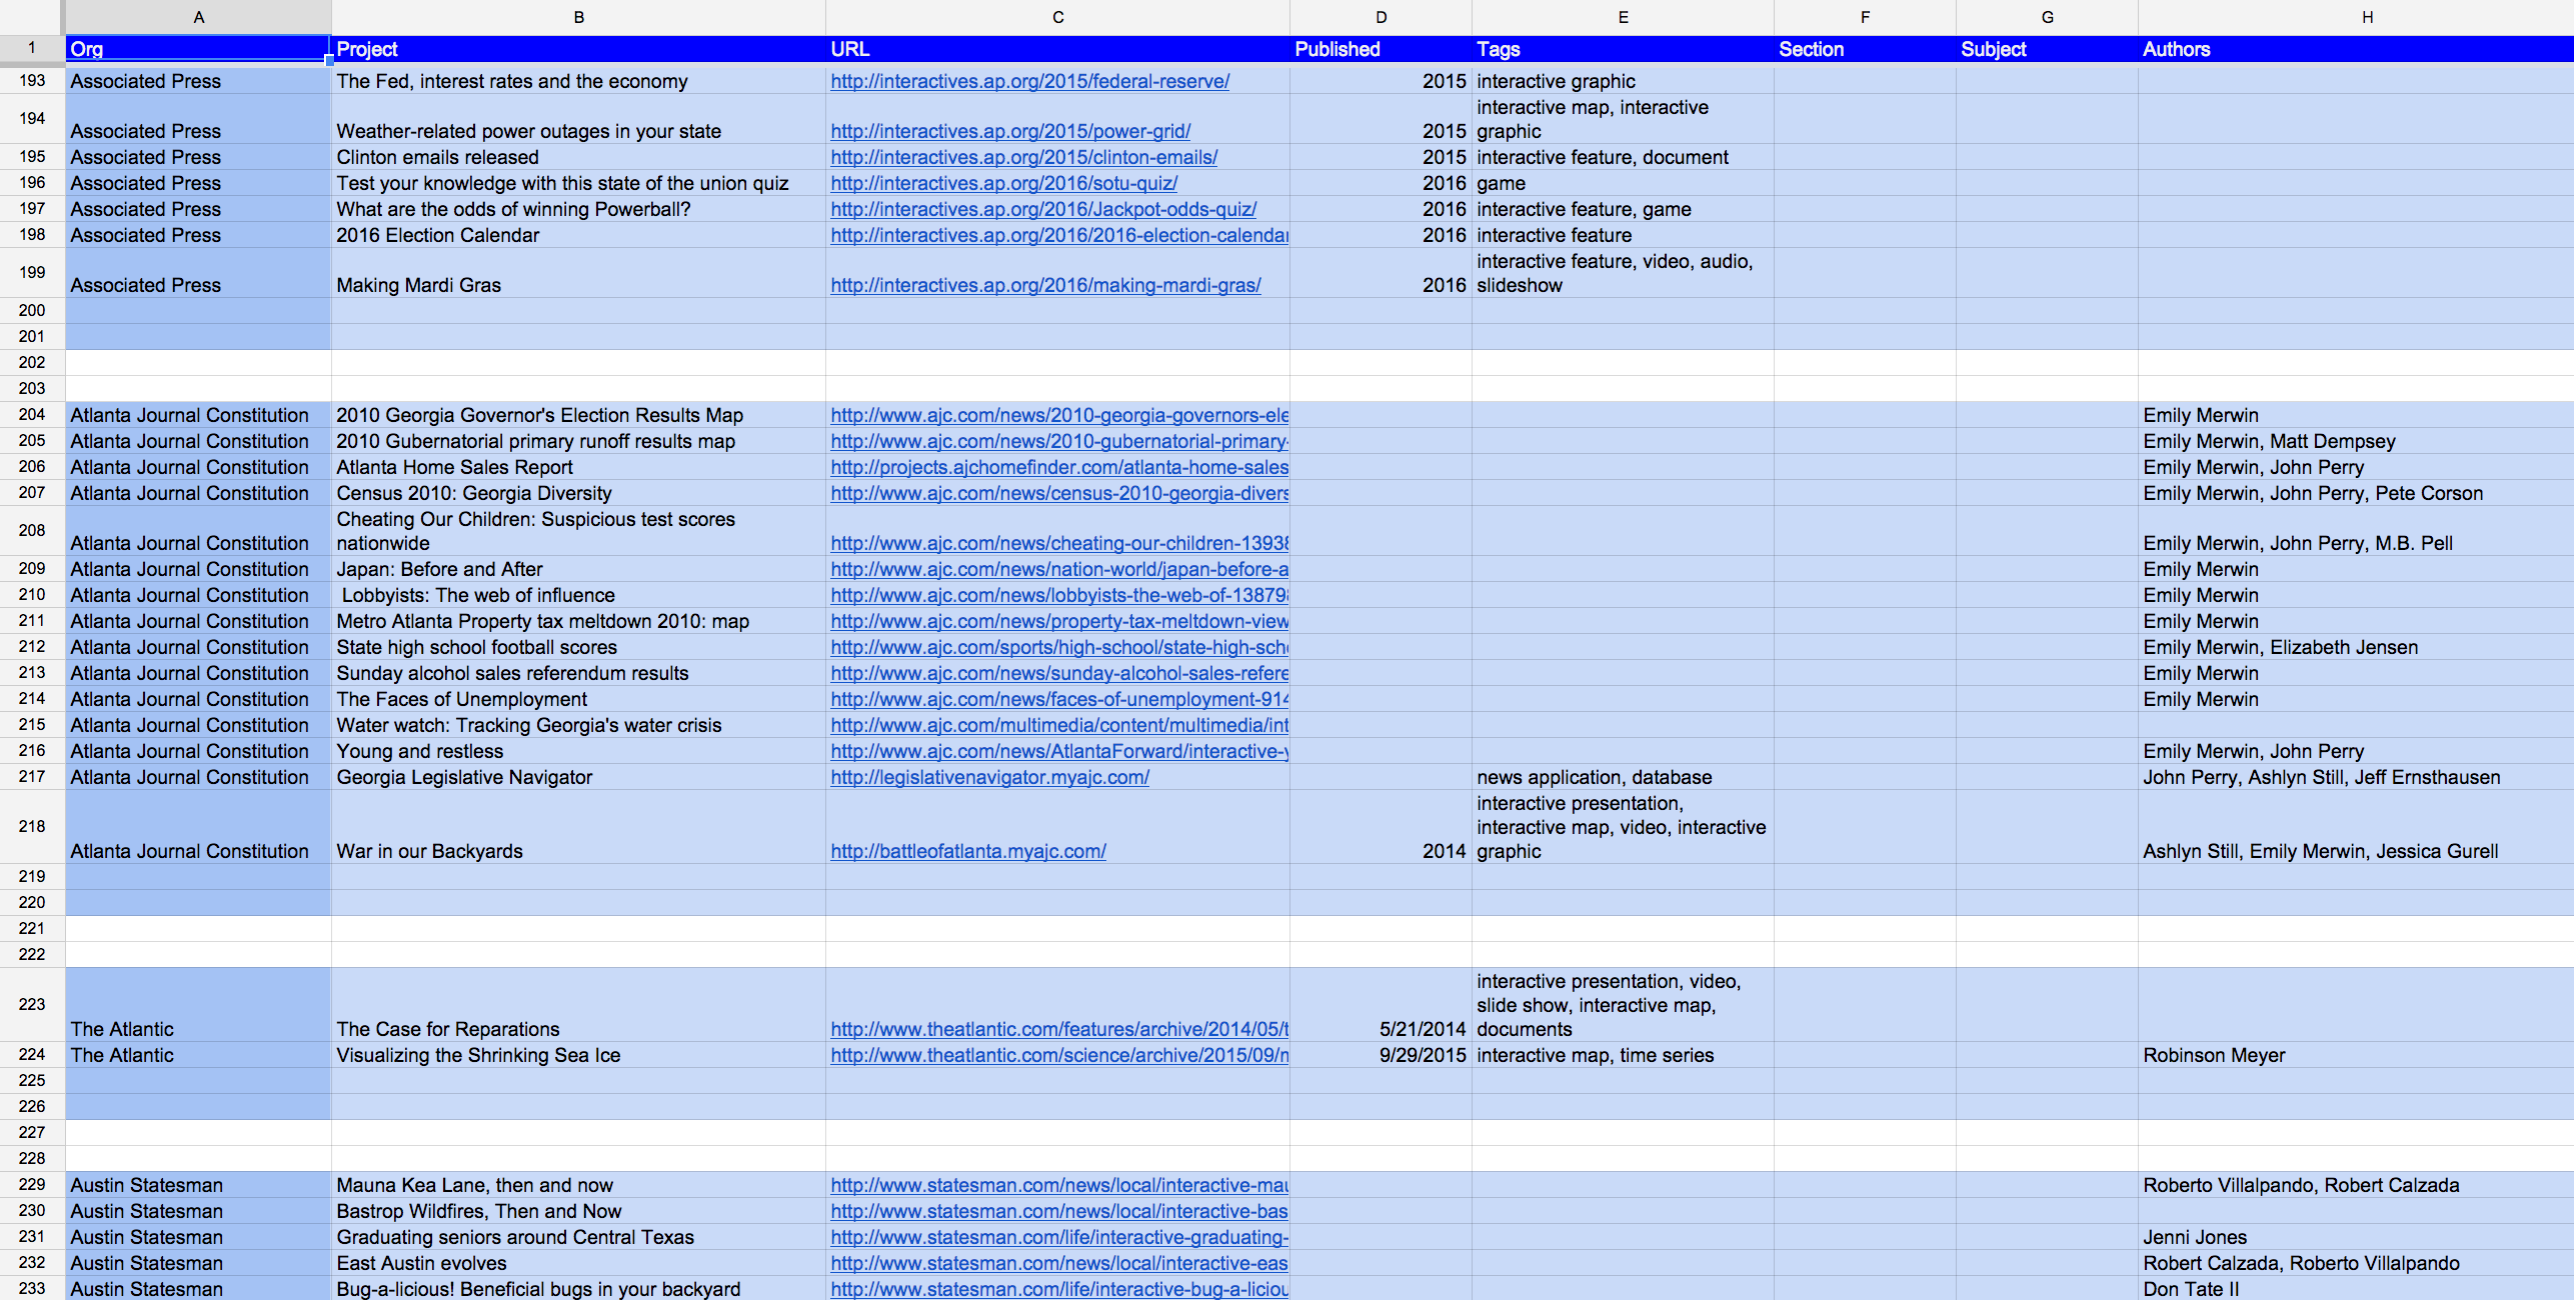 A B C D E F G H
1 Org Project URL Published Tags Section Subject Authors
193 Associated Press The Fed, interest rates and the economy http://interactives.ap.org/2015/federal-reserve/ 2015 interactive graphic
interactive map, interactive
194 Associated Press Weather-related power outages in your state http://interactives.ap.org/2015/power-grid/ 2015 graphic
195 Associated Press Clinton emails released http://interactives.ap.org/2015/clinton-emails/ 2015 interactive feature, document
196 Associated Press Test your knowledge with this state of the union quiz http://interactives.ap.org/2016/sotu-quiz/ 2016 game
197 Associated Press What are the odds of winning Powerball? http://interactives.ap.org/2016/Jackpot-odds-quiz/ 2016 interactive feature, game
198 Associated Press 2016 Election Calendar http://interactives.ap.org/2016/2016-election-calendar 2016 interactive feature
interactive feature, video, audio,
199 Associated Press Making Mardi Gras http://interactives.ap.org/2016/making-mardi-gras/ 2016 slideshow
200
201
202
203
204 Atlanta Journal Constitution 2010 Georgia Governor's Election Results Map http://www.ajc.com/news/2010-georgia-governors-ele Emily Merwin
205 Atlanta Journal Constitution 2010 Gubernatorial primary runoff results map http://www.ajc.com/news/2010-gubernatorial-primary- Emily Merwin, Matt Dempsey
206 Atlanta Journal Constitution Atlanta Home Sales Report http://projects.ajchomefinder.com/atlanta-home-sales Emily Merwin, John Perry
207 Atlanta Journal Constitution Census 2010: Georgia Diversity http://www.ajc.com/news/census-2010-georgia-divers Emily Merwin, John Perry, Pete Corson
Cheating Our Children: Suspicious test scores
208 Atlanta Journal Constitution nationwide http://www.ajc.com/news/cheating-our-children-13938 Emily Merwin, John Perry, M.B. Pell
209 Atlanta Journal Constitution Japan: Before and After http://www.ajc.com/news/nation-world/japan-before-a Emily Merwin
210 Atlanta Journal Constitution Lobbyists: The web of influence http://www.ajc.com/news/lobbyists-the-web-of-13879 Emily Merwin
211 Atlanta Journal Constitution Metro Atlanta Property tax meltdown 2010: map http://www.ajc.com/news/property-tax-meltdown-view Emily Merwin
212 Atlanta Journal Constitution State high school football scores http://www.ajc.com/sports/high-school/state-high-sch Emily Merwin, Elizabeth Jensen
213 Atlanta Journal Constitution Sunday alcohol sales referendum results http://www.ajc.com/news/sunday-alcohol-sales-refere Emily Merwin
214 Atlanta Journal Constitution The Faces of Unemployment http://www.ajc.com/news/faces-of-unemployment-914 Emily Merwin
215 Atlanta Journal Constitution Water watch: Tracking Georgia's water crisis http://www.ajc.com/multimedia/content/multimedia/int
216 Atlanta Journal Constitution Young and restless http://www.ajc.com/news/AtlantaForward/interactive-y Emily Merwin, John Perry
217 Atlanta Journal Constitution Georgia Legislative Navigator http://legislativenavigator.myajc.com/ news application, database John Perry, Ashlyn Still, Jeff Ernsthausen
interactive presentation,
interactive map, video, interactive
218 Atlanta Journal Constitution War in our Backyards http://battleofatlanta.myajc.com/ 2014 graphic Ashlyn Still, Emily Merwin, Jessica Gurell
219
220
221
222
interactive presentation, video,
slide show, interactive map,
223 The Atlantic The Case for Reparations http://www.theatlantic.com/features/archive/2014/05/t 5/21/2014 documents
224 The Atlantic Visualizing the Shrinking Sea Ice http://www.theatlantic.com/science/archive/2015/09/n 9/29/2015 interactive map, time series Robinson Meyer
225
226
227
228
229 Austin Statesman Mauna Kea Lane, then and now http://www.statesman.com/news/local/interactive-mau Roberto Villalpando, Robert Calzada
230 Austin Statesman Bastrop Wildfires, Then and Now http://www.statesman.com/news/local/interactive-bas
231 Austin Statesman Graduating seniors around Central Texas http://www.statesman.com/life/interactive-graduating- Jenni Jones
232 Austin Statesman East Austin evolves http://www.statesman.com/news/local/interactive-eas Robert Calzada, Roberto Villalpando
233 Austin Statesman Bug-a-licious! Beneficial bugs in your backyard http://www.statesman.com/life/interactive-bug-a-liciou Don Tate II